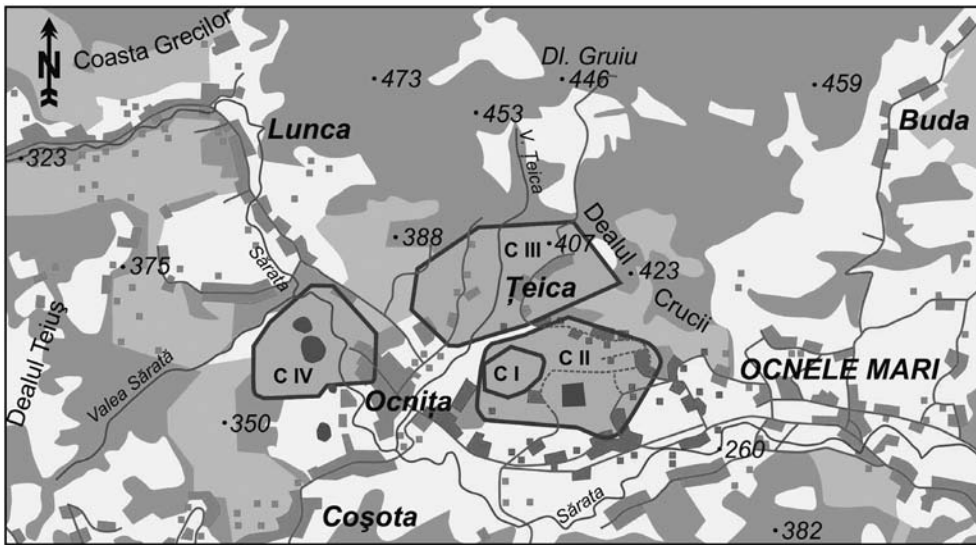 N
Coasta Grecilor
Dl. Gruiu
473
446
459
453
Lunca
Buda
323
V. Țeica
Dealul
Crucii
388
C III
407
375
Sărata
Țeica
423
Dealul Teiuș
Valea Sărată
C IV
C I
C II
OCNELE MARI
Ocnița
350
260
Sărata
Coșota
382